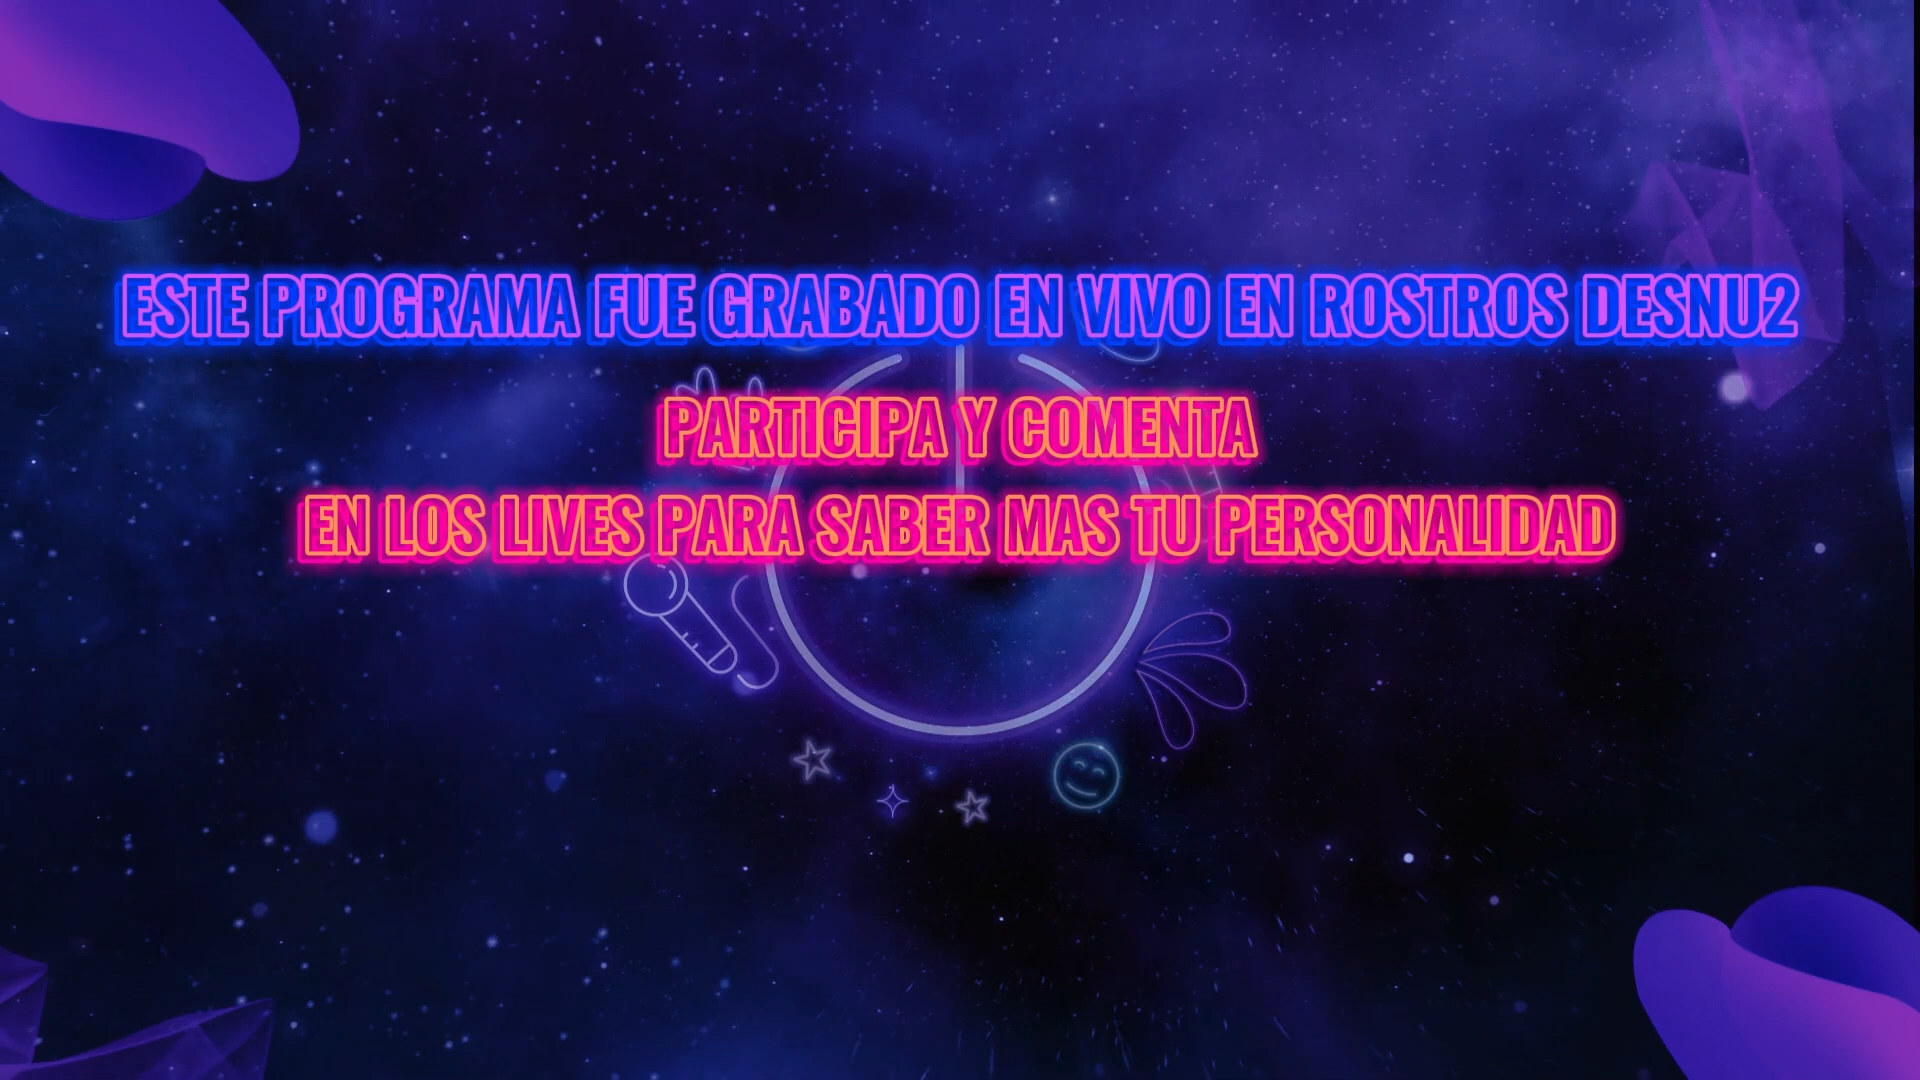 ESTE PROGRAMA FUE GRABADO EN VIVO EN ROSTROS DESNU2
PARTICIPA Y COMENTA
EN LOS LIVES PARA SABER MAS TU PERSONALIDAD